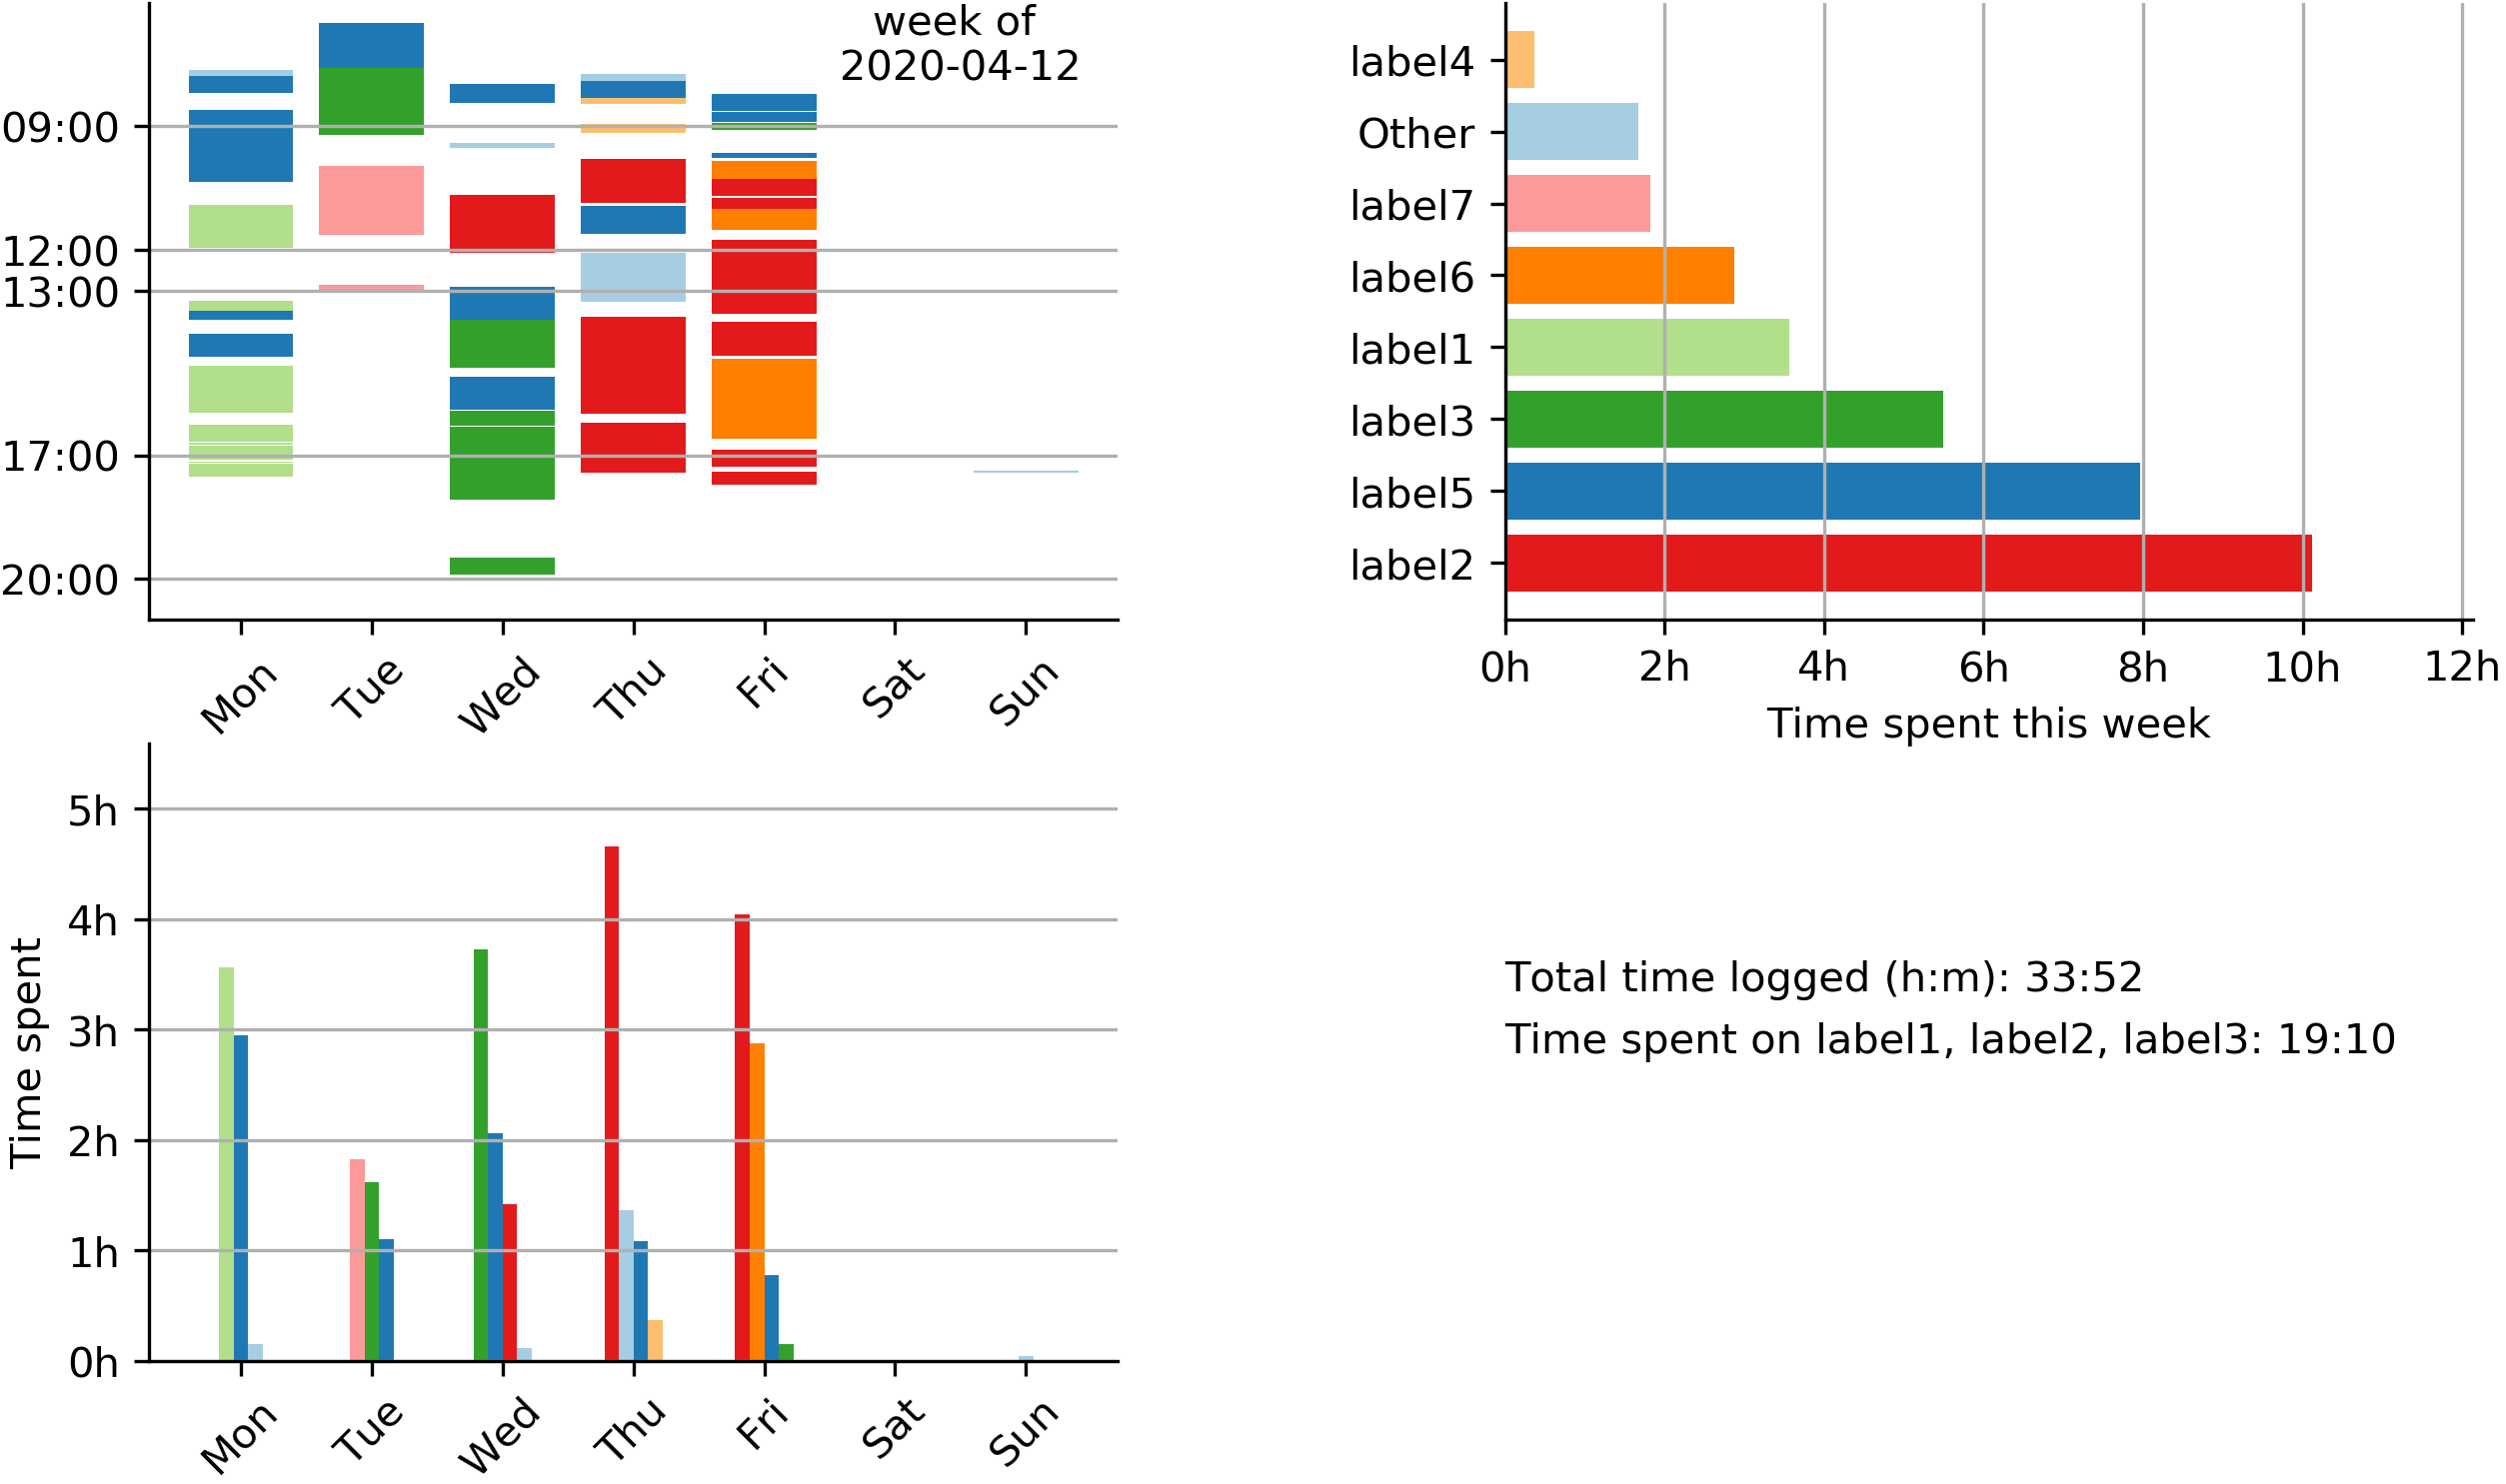 week of
2020-04-12
09:00
12:00
13:00
17:00
20:00
Mon
Tue
Wed
Thu
Fri
Sat
Sun
label4
Other
label7
label6
label1
label3
label5
label2
0h
2h
4h
6h
8h
10h
12h
Time spent this week
Time spent
5h
4h
3h
2h
1h
0h
Mon
Tue
Wed
Thu
Fri
Sat
Sun
Total time logged (h:m): 33:52
Time spent on label1, label2, label3: 19:10